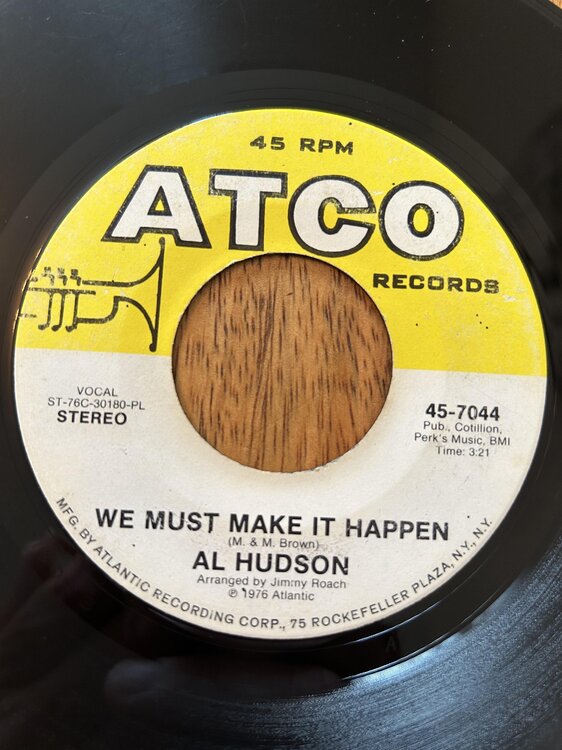 45 RPM
ATCO
RECORDS
VOCAL
ST-76C-30180-PL
STEREO
45-7044
Pub., Cotillion,
Perk's Music, BMI
Time: 3:21
WE MUST MAKE IT HAPPEN
(M. & M. Brown)
AL HUDSON
Arranged by Jimmy Roach
℗ 1976 Atlantic
MFG. BY ATLANTIC RECORDING CORP., 75 ROCKEFELLER PLAZA, N.Y., N.Y.